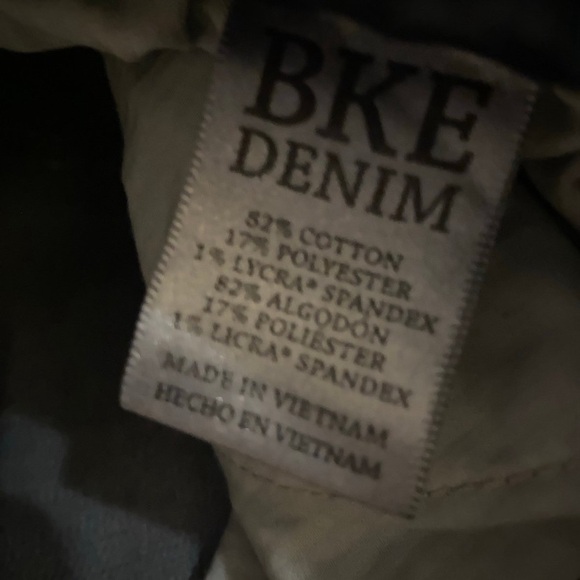 BKE
DENIM
82% COTTON
17% POLYESTER
1% LYCRA® SPANDEX
82% ALGODÓN
17% POLIÉSTER
1% LICRA® SPANDEX
MADE IN VIETNAM
HECHO EN VIETNAM